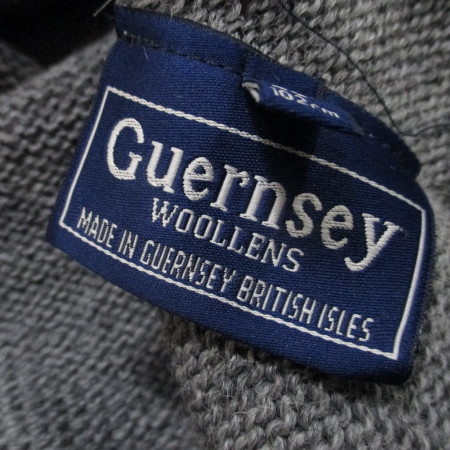 102cm
Guernsey
WOOLLENS
MADE IN GUERNSEY BRITISH ISLES